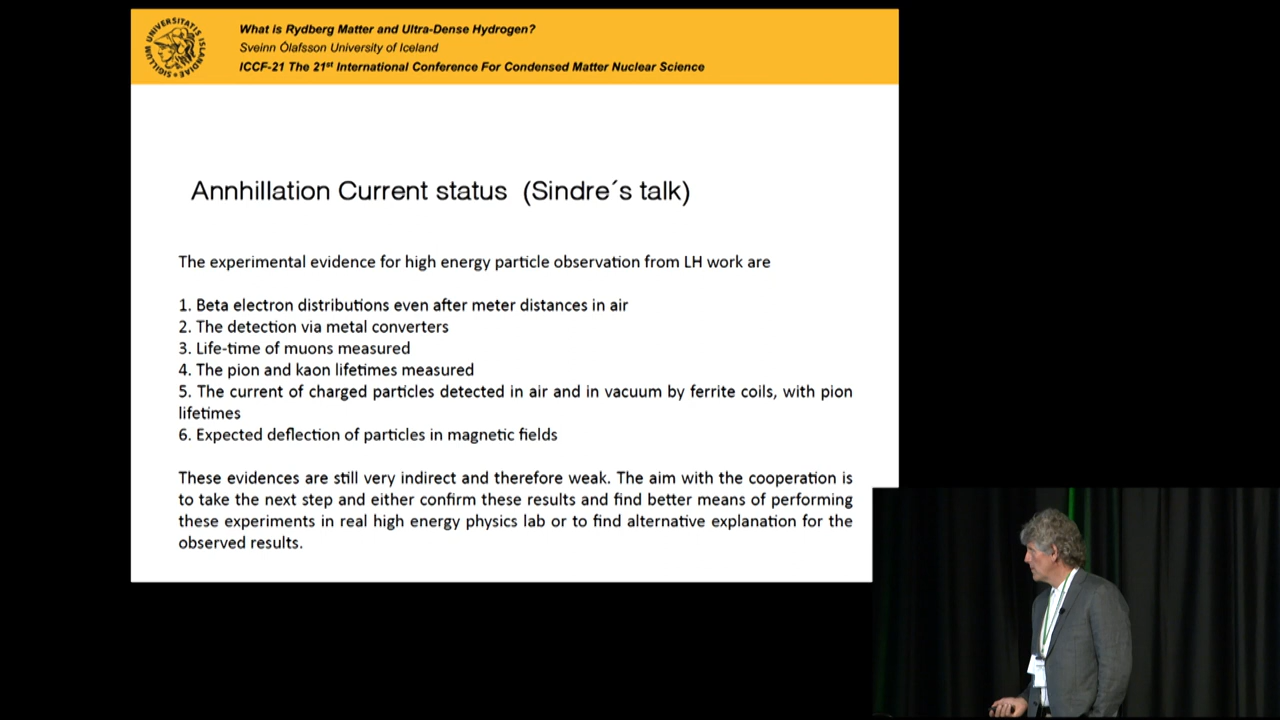 What is Rydberg Matter and Ultra-Dense Hydrogen?
Sveinn Ólafsson University of Iceland
ICCF-21 The 21st International Conference For Condensed Matter Nuclear Science
SIGILLUM UNIVERSITATIS ISLANDIAE
Annhillation Current status (Sindre´s talk)
The experimental evidence for high energy particle observation from LH work are
1. Beta electron distributions even after meter distances in air
2. The detection via metal converters
3. Life-time of muons measured
4. The pion and kaon lifetimes measured
5. The current of charged particles detected in air and in vacuum by ferrite coils, with pion
lifetimes
6. Expected deflection of particles in magnetic fields
These evidences are still very indirect and therefore weak. The aim with the cooperation is
to take the next step and either confirm these results and find better means of performing
these experiments in real high energy physics lab or to find alternative explanation for the
observed results.